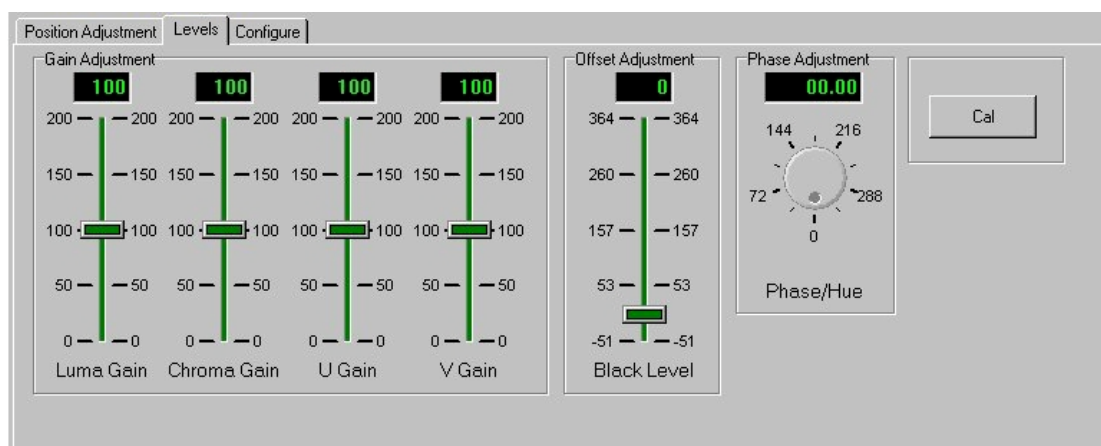 Position Adjustment Levels Configure
Gain Adjustment Offset Adjustment Phase Adjustment
100 100 100 100 0 00.00
200 200 200 200 200 200 200 200 364 364
Cal
144 216
150 150 150 150 150 150 150 150 260 260
72 288
100 100 100 100 100 100 100 100 157 157
0
50 50 50 50 50 50 50 50 53 53
Phase/Hue
0 0 0 0 0 0 0 0 -51 -51
Luma Gain Chroma Gain U Gain V Gain Black Level